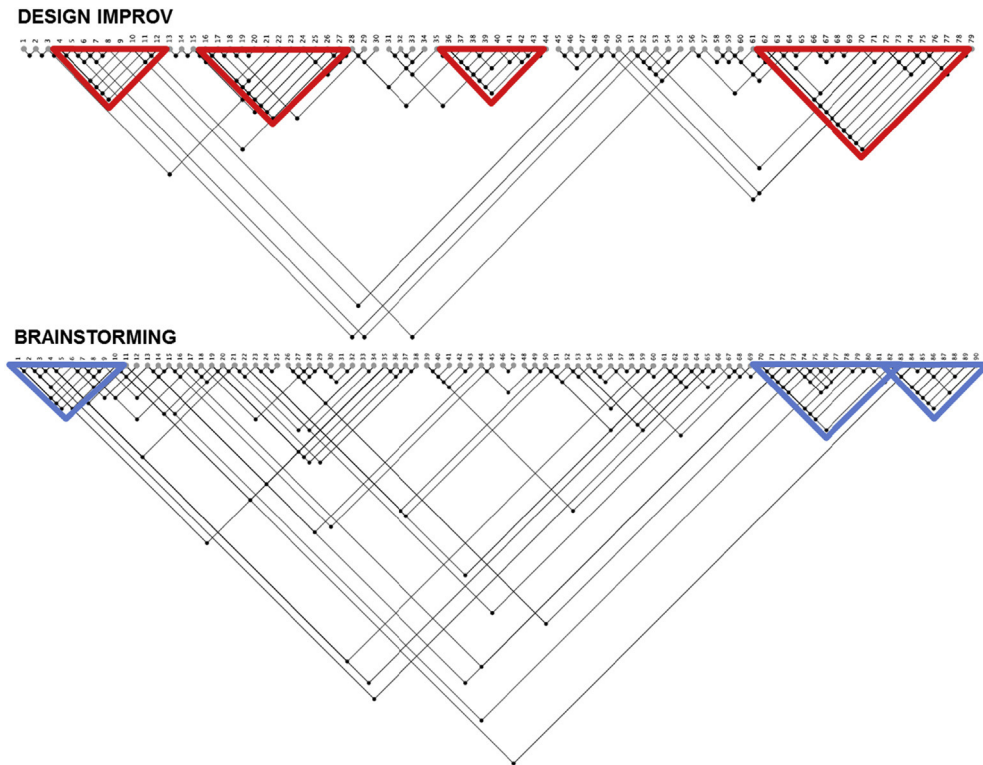 DESIGN IMPROV
1 2 3 4 5 6 7 8 9 10 11 12 13 14 15 16 17 18 19 20 21 22 23 24 25 26 27 28 29 30 31 32 33 34 35 36 37 38 39 40 41 42 43 44 45 46 47 48 49 50 51 52 53 54 55 56 57 58 59 60 61 62 63 64 65 66 67 68 69 70 71 72 73 74 75 76 77 78 79
BRAINSTORMING
1 2 3 4 5 6 7 8 9 10 11 12 13 14 15 16 17 18 19 20 21 22 23 24 25 26 27 28 29 30 31 32 33 34 35 36 37 38 39 40 41 42 43 44 45 46 47 48 49 50 51 52 53 54 55 56 57 58 59 60 61 62 63 64 65 66 67 68 69 70 71 72 73 74 75 76 77 78 79 80 81 82 83 84 85 86 87 88 89 90